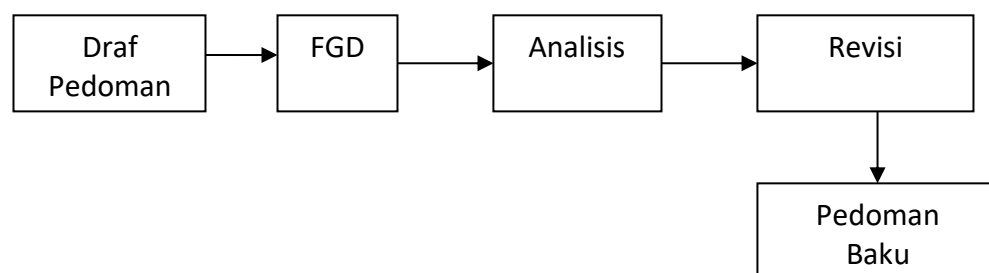 Draf
Pedoman
FGD
Analisis
Revisi
Pedoman
Baku